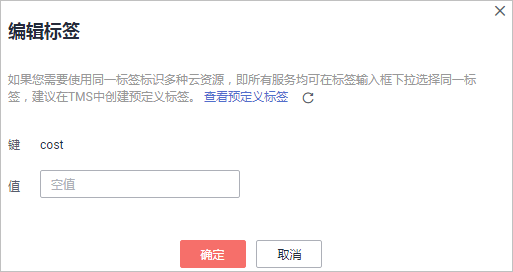 编辑标签
如果您需要使用同一标签标识多种云资源，即所有服务均可在标签输入框下拉选择同一标
签，建议在TMS中创建预定义标签。 查看预定义标签
键 cost
值 空值
确定 取消